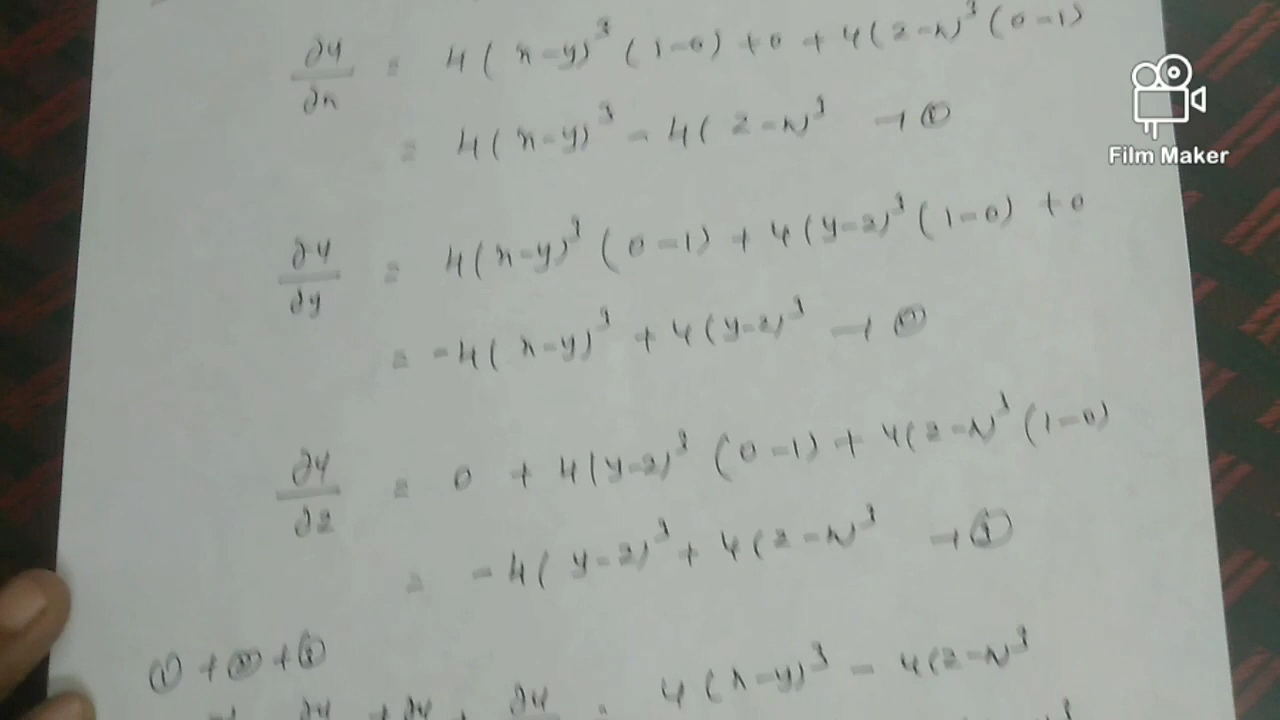 ∂u/∂x = 4(x-y)³ (1-0) + 0 + 4(z-x)³ (0-1)
= 4(x-y)³ - 4(z-x)³ → ①
Film Maker
∂u/∂y = 4(x-y)³ (0-1) + 4(y-z)³ (1-0) + 0
= -4(x-y)³ + 4(y-z)³ → ②
∂u/∂z = 0 + 4(y-z)³ (0-1) + 4(z-x)³ (1-0)
= -4(y-z)³ + 4(z-x)³ → ③
① + ② + ③
∂u + ∂u + ∂u = 4(x-y)³ - 4(z-x)³